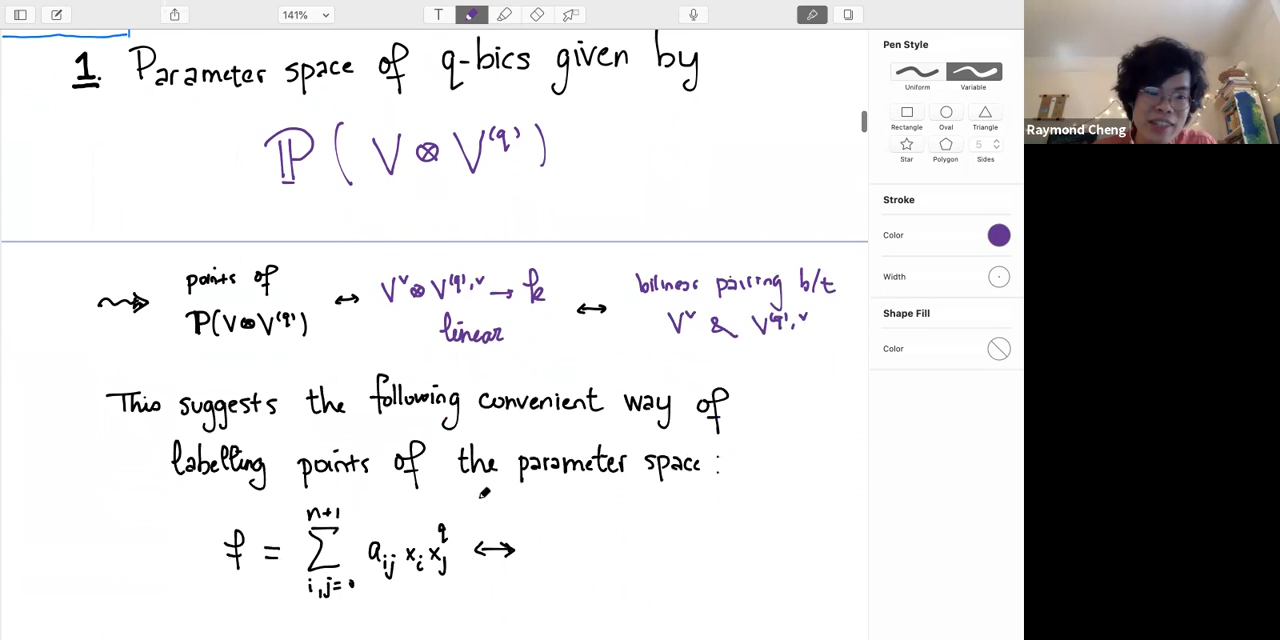 141%
T
1. Parameter space of q-bics given by
ℙ( V ⊗ V^(q) )
points of
ℙ(V⊗V^(q))
↔ V^∨ ⊗ V^(q),∨ → k
linear
↔ bilinear pairing b/t
V^∨ & V^(q),∨
This suggests the following convenient way of
labelling points of the parameter space :
f = ∑_{i,j=0}^{n+1} a_ij x_i x_j^q ↔
Pen Style
Uniform Variable
Rectangle Oval Triangle
5
Star Polygon Sides
Stroke
Color
Width
Shape Fill
Color
Raymond Cheng